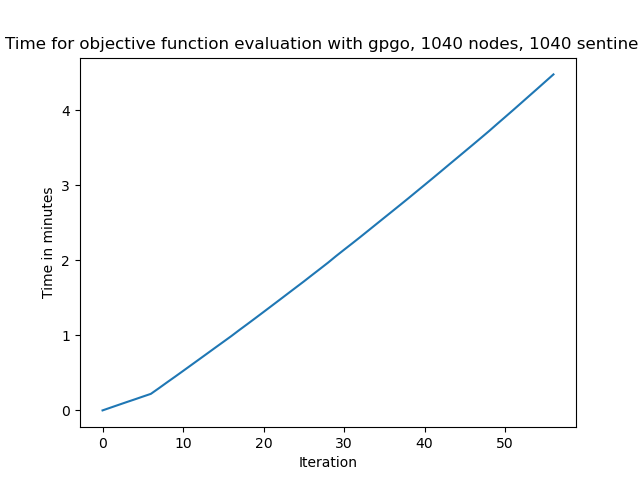 Time for objective function evaluation with gpgo, 1040 nodes, 1040 sentine
4
3
2
1
0
Time in minutes
0 10 20 30 40 50
Iteration